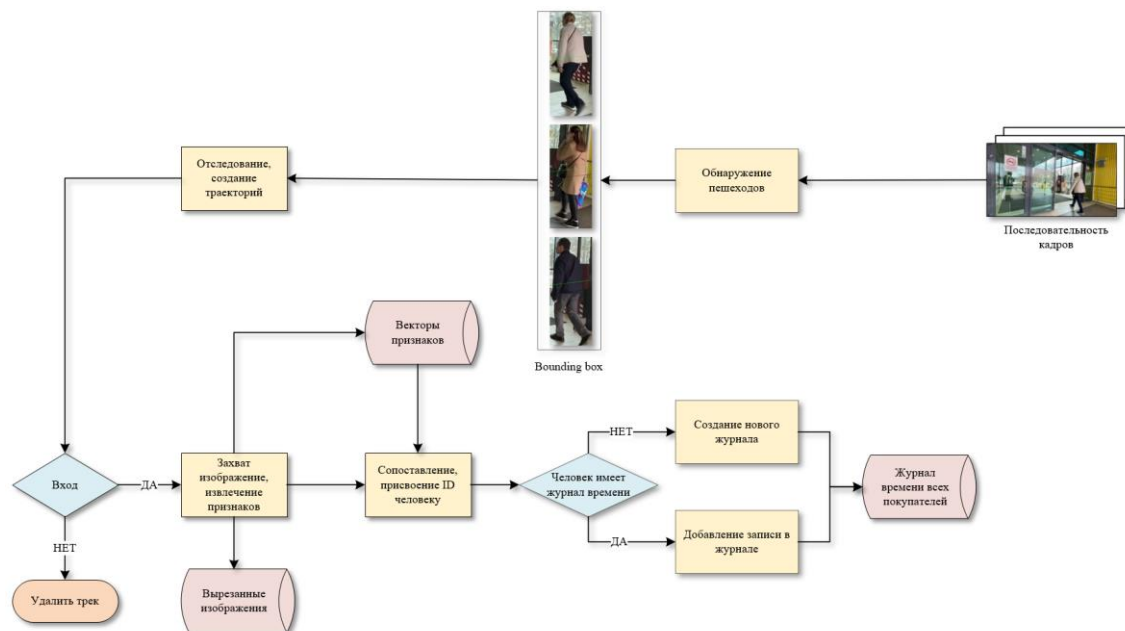 Отследование,
создание
траекторий
Обнаружение
пешеходов
Последовательность
кадров
Bounding box
Векторы
признаков
Вход
ДА
НЕТ
Удалить трек
Захват
изображение,
извлечение
признаков
Вырезанные
изображения
Сопоставление,
присвоение ID
человеку
Человек имеет
журнал времени
НЕТ
Создание нового
журнала
ДА
Добавление записи в
журнале
Журнал
времени всех
покупателей